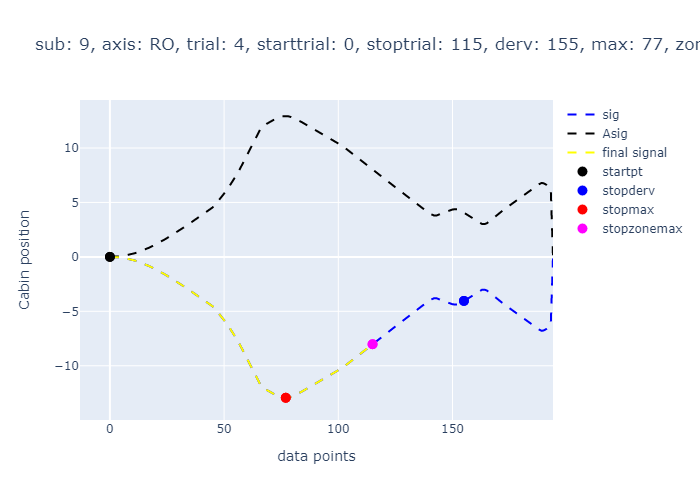 sub: 9, axis: RO, trial: 4, starttrial: 0, stoptrial: 115, derv: 155, max: 77, zor
10
5
0
−5
−10
0
50
100
150
Cabin position
data points
sig
Asig
final signal
startpt
stopderv
stopmax
stopzonemax